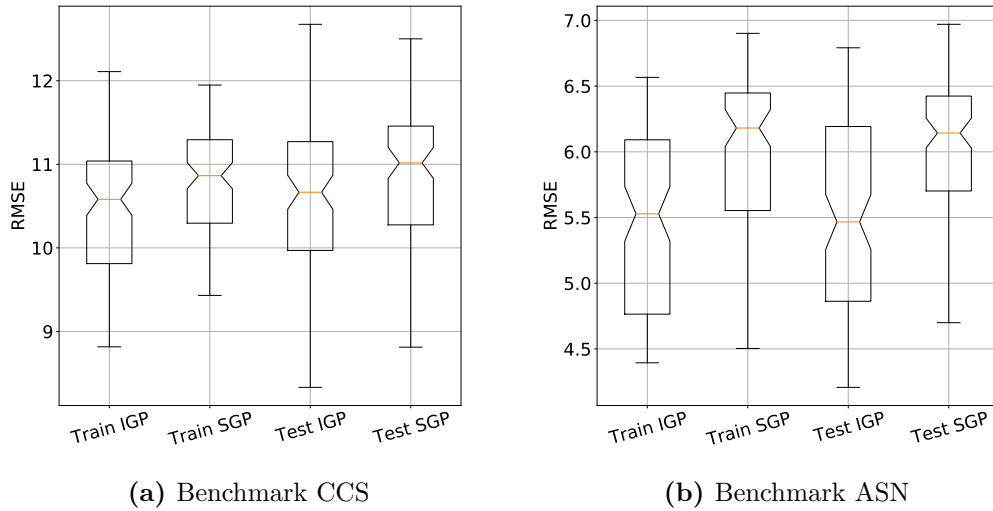 RMSE
12
11
10
9
Train IGP
Train SGP
Test IGP
Test SGP
(a) Benchmark CCS
RMSE
7.0
6.5
6.0
5.5
5.0
4.5
Train IGP
Train SGP
Test IGP
Test SGP
(b) Benchmark ASN